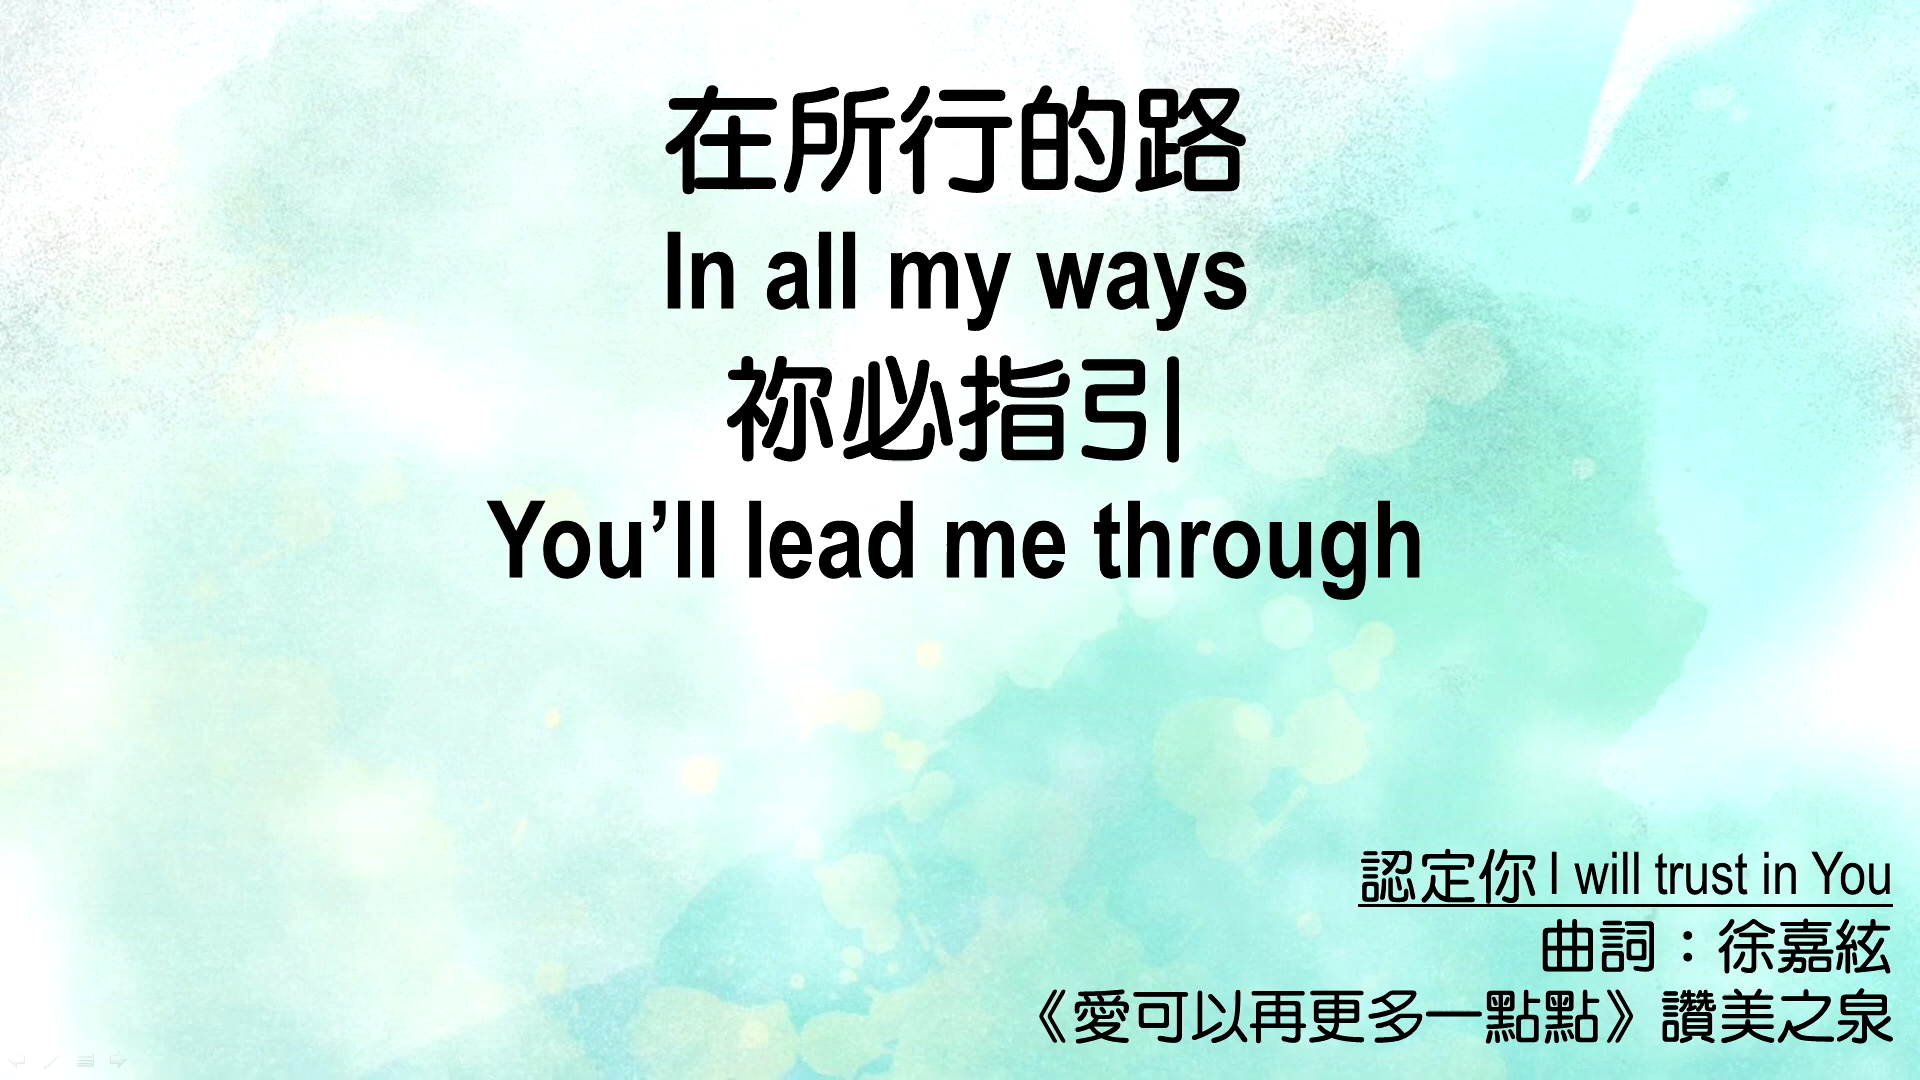 在所行的路
In all my ways
祢必指引
You’ll lead me through
認定你 I will trust in You
曲詞：徐嘉絃
《愛可以再更多一點點》讚美之泉